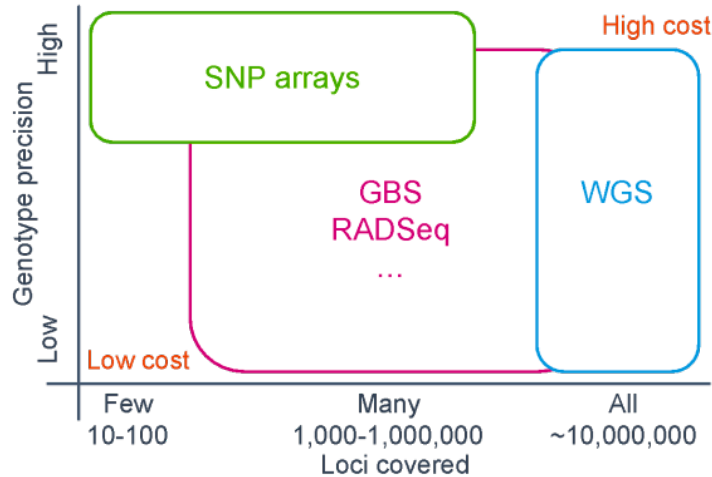 High cost
High
SNP arrays
Genotype precision
GBS
WGS
RADSeq
...
Low
Low cost
Few
Many
All
10-100
1,000-1,000,000
~10,000,000
Loci covered